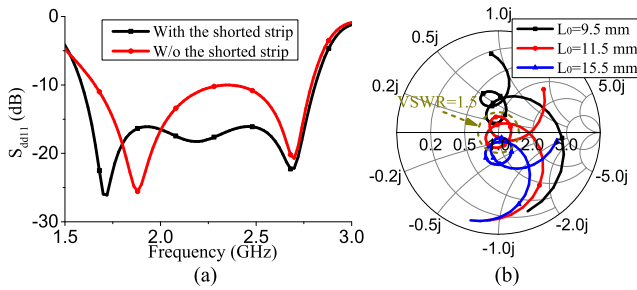 (a)
With the shorted strip
W/o the shorted strip
0
-10
-20
-30
S_dd11 (dB)
1.5
2.0
2.5
3.0
Frequency (GHz)
(a)
(b)
L₀=9.5 mm
L₀=11.5 mm
L₀=15.5 mm
1.0j
0.5j
0.2j
5.0j
VSWR=1.5
0.2
0.5
1.0
2.0
5.0
-0.2j
-0.5j
-1.0j
-2.0j
-5.0j
(b)